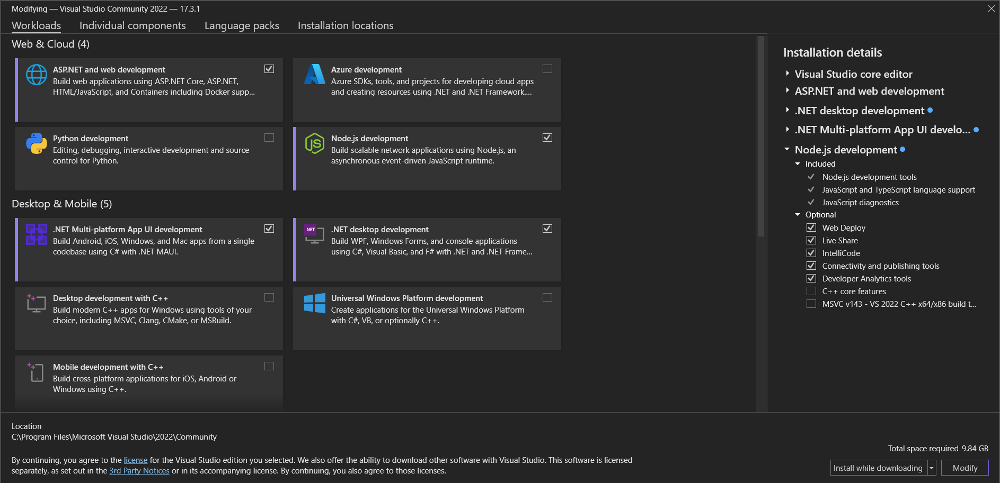 Modifying — Visual Studio Community 2022 — 17.3.1
Workloads Individual components Language packs Installation locations
Web & Cloud (4)
ASP.NET and web development
Build web applications using ASP.NET Core, ASP.NET,
HTML/JavaScript, and Containers including Docker supp...
Azure development
Azure SDKs, tools, and projects for developing cloud apps
and creating resources using .NET and .NET Framework....
Python development
Editing, debugging, interactive development and source
control for Python.
JS
Node.js development
Build scalable network applications using Node.js, an
asynchronous event-driven JavaScript runtime.
Desktop & Mobile (5)
.NET Multi-platform App UI development
Build Android, iOS, Windows, and Mac apps from a single
codebase using C# with .NET MAUI.
.NET
.NET desktop development
Build WPF, Windows Forms, and console applications
using C#, Visual Basic, and F# with .NET and .NET Frame...
Desktop development with C++
Build modern C++ apps for Windows using tools of your
choice, including MSVC, Clang, CMake, or MSBuild.
Universal Windows Platform development
Create applications for the Universal Windows Platform
with C#, VB, or optionally C++.
Mobile development with C++
Build cross-platform applications for iOS, Android or
Windows using C++.
Installation details
Visual Studio core editor
ASP.NET and web development
.NET desktop development
.NET Multi-platform App UI develo...
Node.js development
Included
Node.js development tools
JavaScript and TypeScript language support
JavaScript diagnostics
Optional
Web Deploy
Live Share
IntelliCode
Connectivity and publishing tools
Developer Analytics tools
C++ core features
MSVC v143 - VS 2022 C++ x64/x86 build t...
Location
C:\Program Files\Microsoft Visual Studio\2022\Community
By continuing, you agree to the license for the Visual Studio edition you selected. We also offer the ability to download other software with Visual Studio. This software is licensed
separately, as set out in the 3rd Party Notices or in its accompanying license. By continuing, you also agree to those licenses.
Total space required 9.84 GB
Install while downloading
Modify